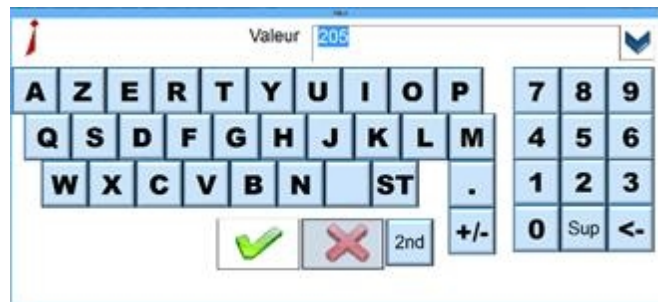 Valeur 205
A Z E R T Y U I O P 7 8 9
Q S D F G H J K L M 4 5 6
W X C V B N ST . 1 2 3
2nd +/- 0 Sup <-